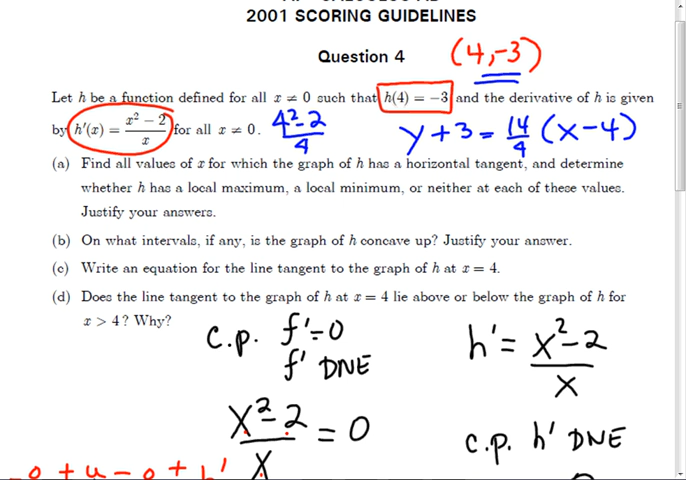 2001 SCORING GUIDELINES
Question 4
(4,-3)
Let h be a function defined for all x ≠ 0 such that h(4) = −3 and the derivative of h is given
by h′(x) = (x² − 2)/x for all x ≠ 0.
(4² − 2)/4
y + 3 = 14/4 (x − 4)
(a) Find all values of x for which the graph of h has a horizontal tangent, and determine
whether h has a local maximum, a local minimum, or neither at each of these values.
Justify your answers.
(b) On what intervals, if any, is the graph of h concave up? Justify your answer.
(c) Write an equation for the line tangent to the graph of h at x = 4.
(d) Does the line tangent to the graph of h at x = 4 lie above or below the graph of h for
x > 4? Why?
c.p. f′=0
f′ DNE
h′ = (x² − 2)/x
(x² − 2)/x = 0
c.p. h′ DNE
-0 + u - 0 + h′